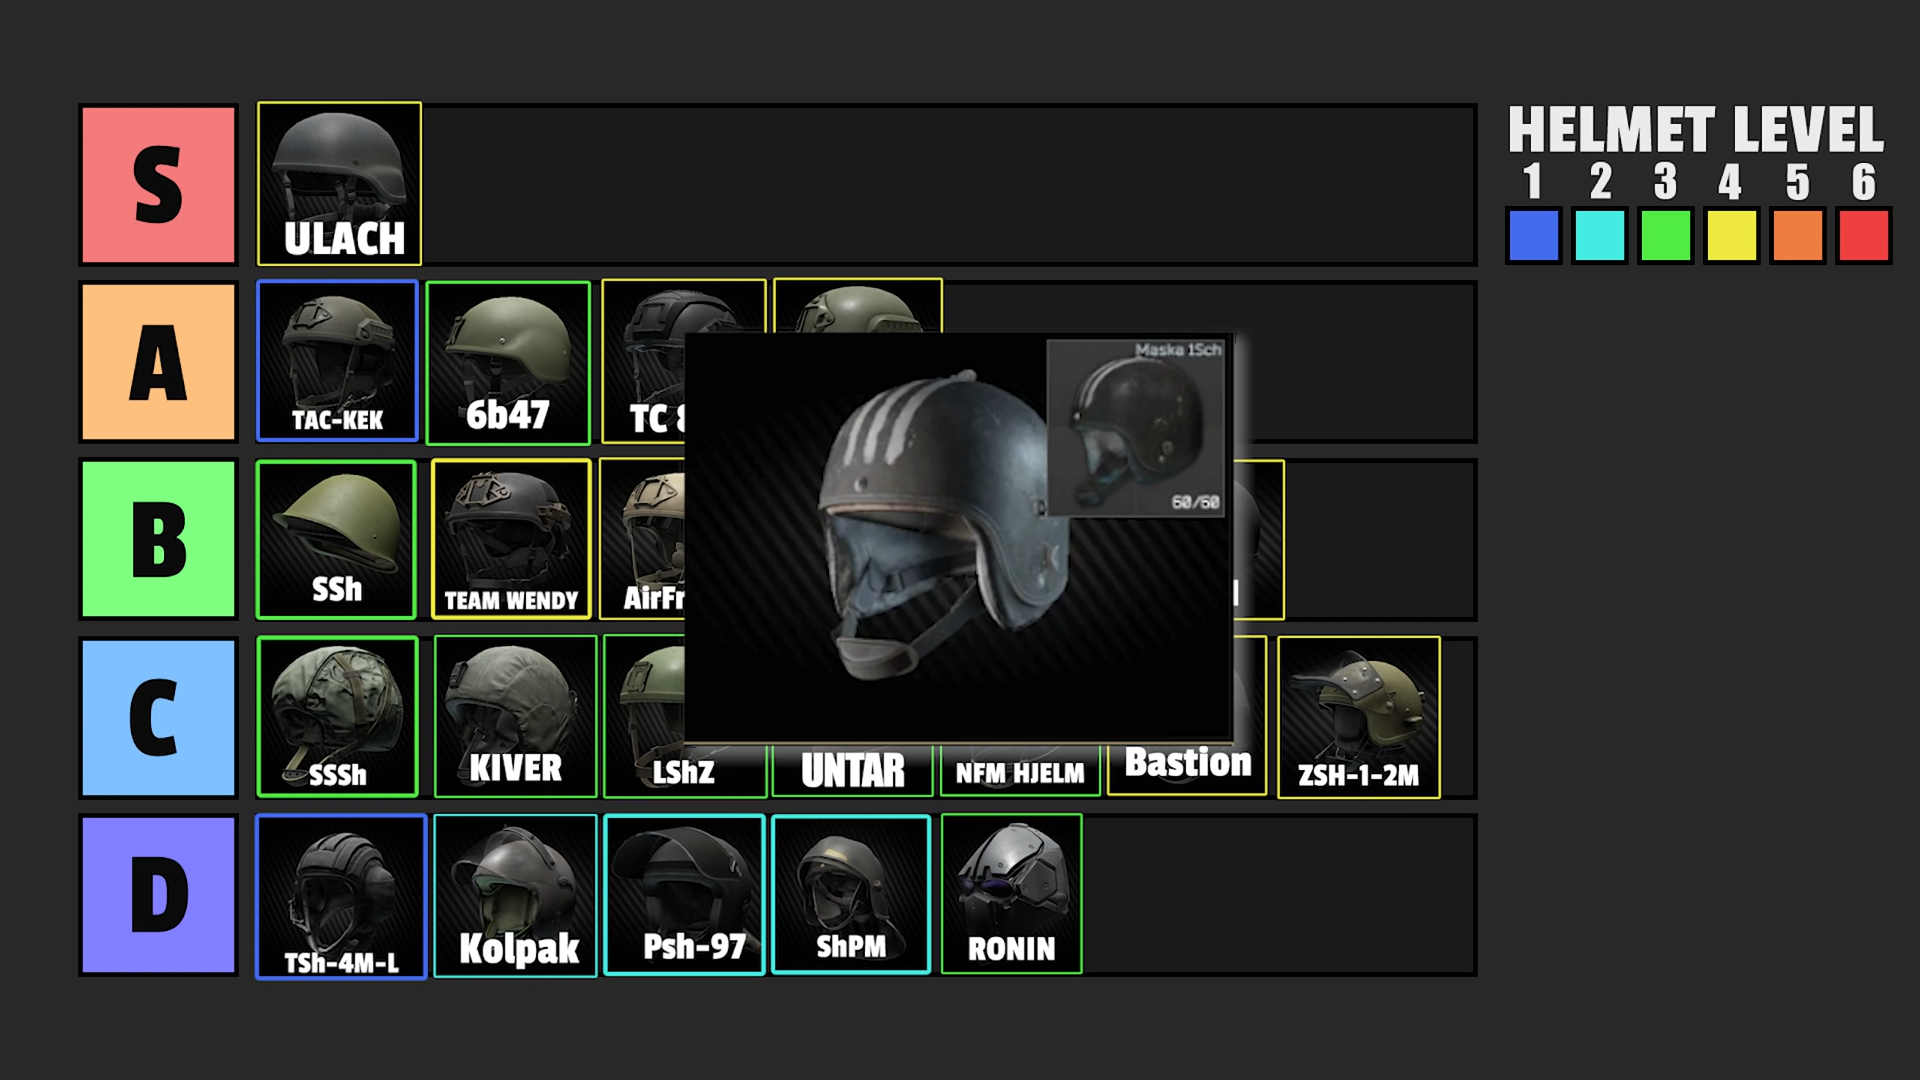 HELMET LEVEL
1 2 3 4 5 6
S
ULACH
A
TAC-KEK
6b47
TC
Maska 1Sch
60/60
B
SSh
TEAM WENDY
C
SSSh
KIVER
LShZ
UNTAR
NFM HJELM
Bastion
ZSH-1-2M
D
TSh-4M-L
Kolpak
Psh-97
ShPM
RONIN